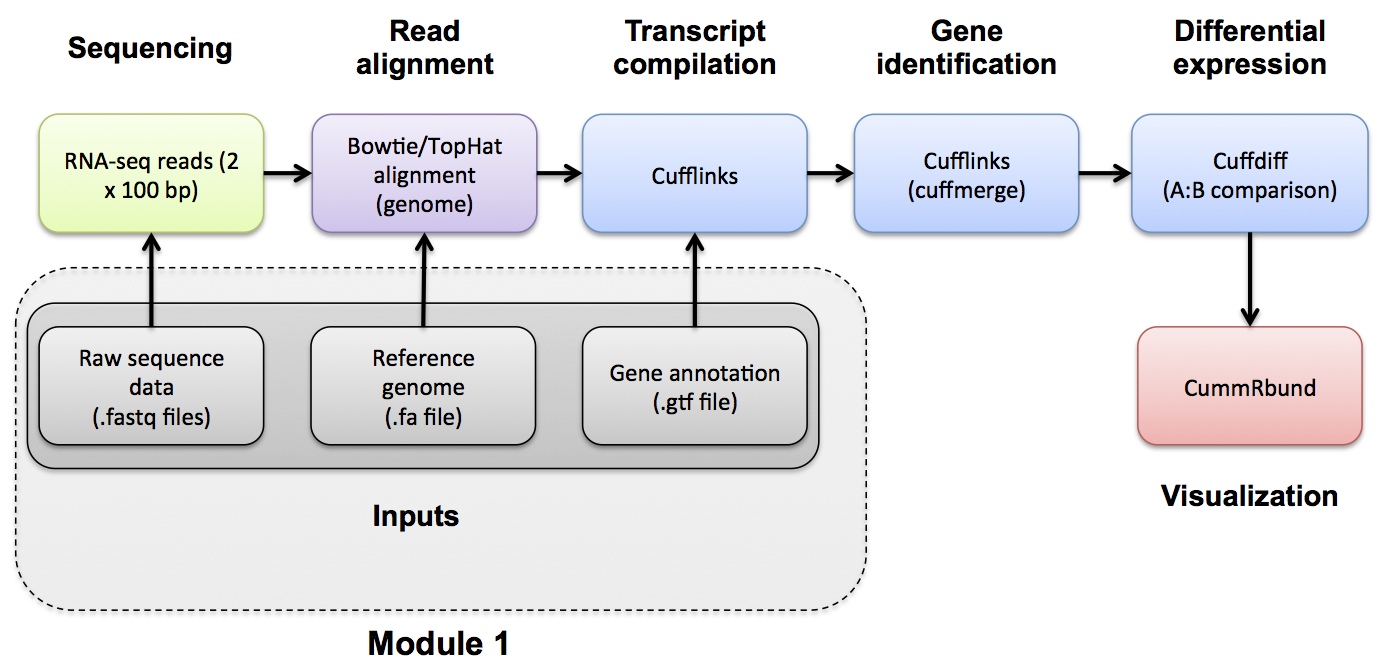 Sequencing
Read
alignment
Transcript
compilation
Gene
identification
Differential
expression
RNA-seq reads (2
x 100 bp)
Bowtie/TopHat
alignment
(genome)
Cufflinks
Cufflinks
(cuffmerge)
Cuffdiff
(A:B comparison)
Raw sequence
data
(.fastq files)
Reference
genome
(.fa file)
Gene annotation
(.gtf file)
CummRbund
Inputs
Visualization
Module 1